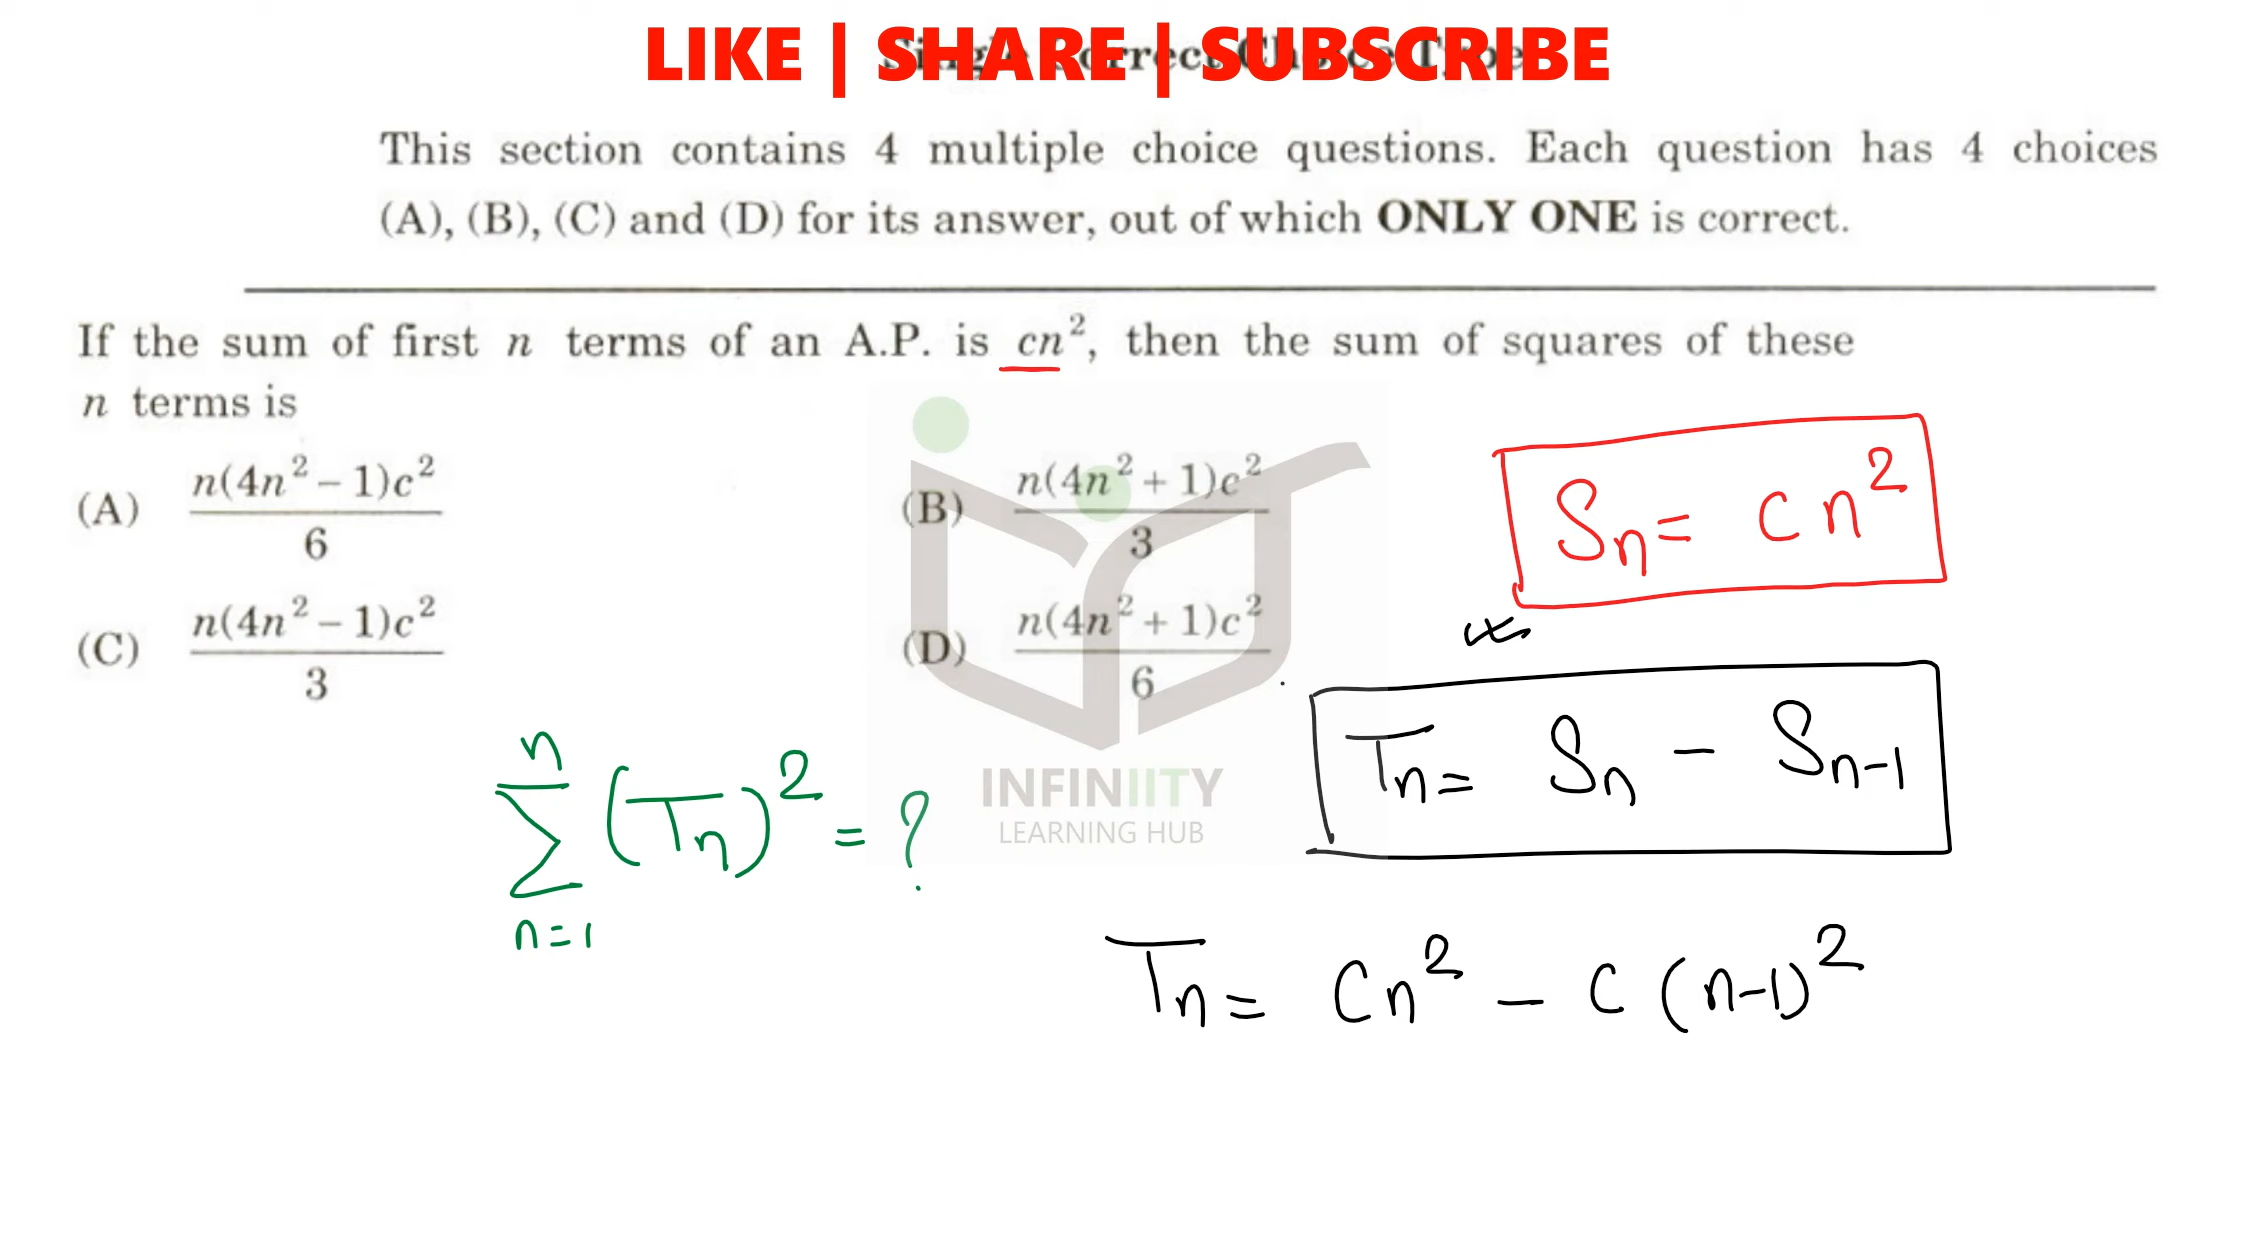 LIKE | SHARE | SUBSCRIBE
This section contains 4 multiple choice questions. Each question has 4 choices
(A), (B), (C) and (D) for its answer, out of which ONLY ONE is correct.
If the sum of first n terms of an A.P. is cn², then the sum of squares of these
n terms is
(A) n(4n² – 1)c² / 6
(B) n(4n² + 1)c² / 3
(C) n(4n² – 1)c² / 3
(D) n(4n² + 1)c² / 6
Sn = cn²
Tn = Sn – Sn-1
n
∑ (Tn)² = ?
n=1
INFINIITY
LEARNING HUB
Tn = Cn² – C (n-1)²